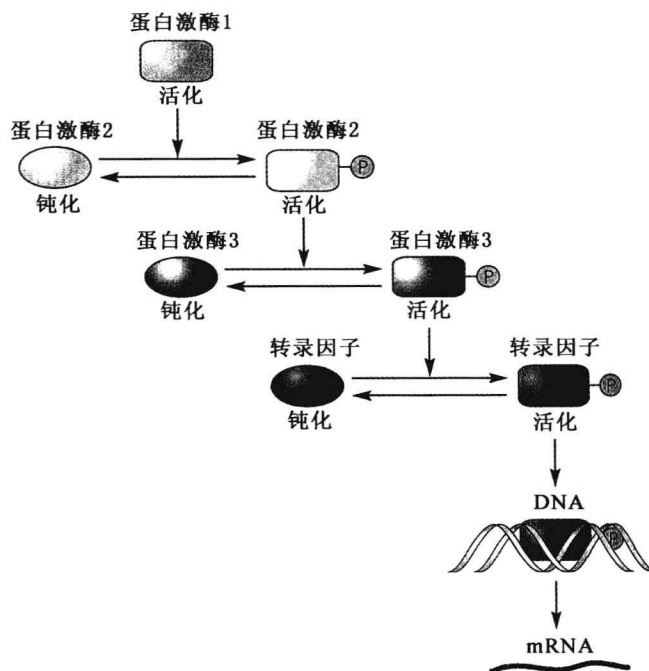 蛋白激酶1
活化
蛋白激酶2 蛋白激酶2
P
钝化 活化
蛋白激酶3 蛋白激酶3
P
钝化 活化
转录因子 转录因子
P
钝化 活化
DNA
P
mRNA